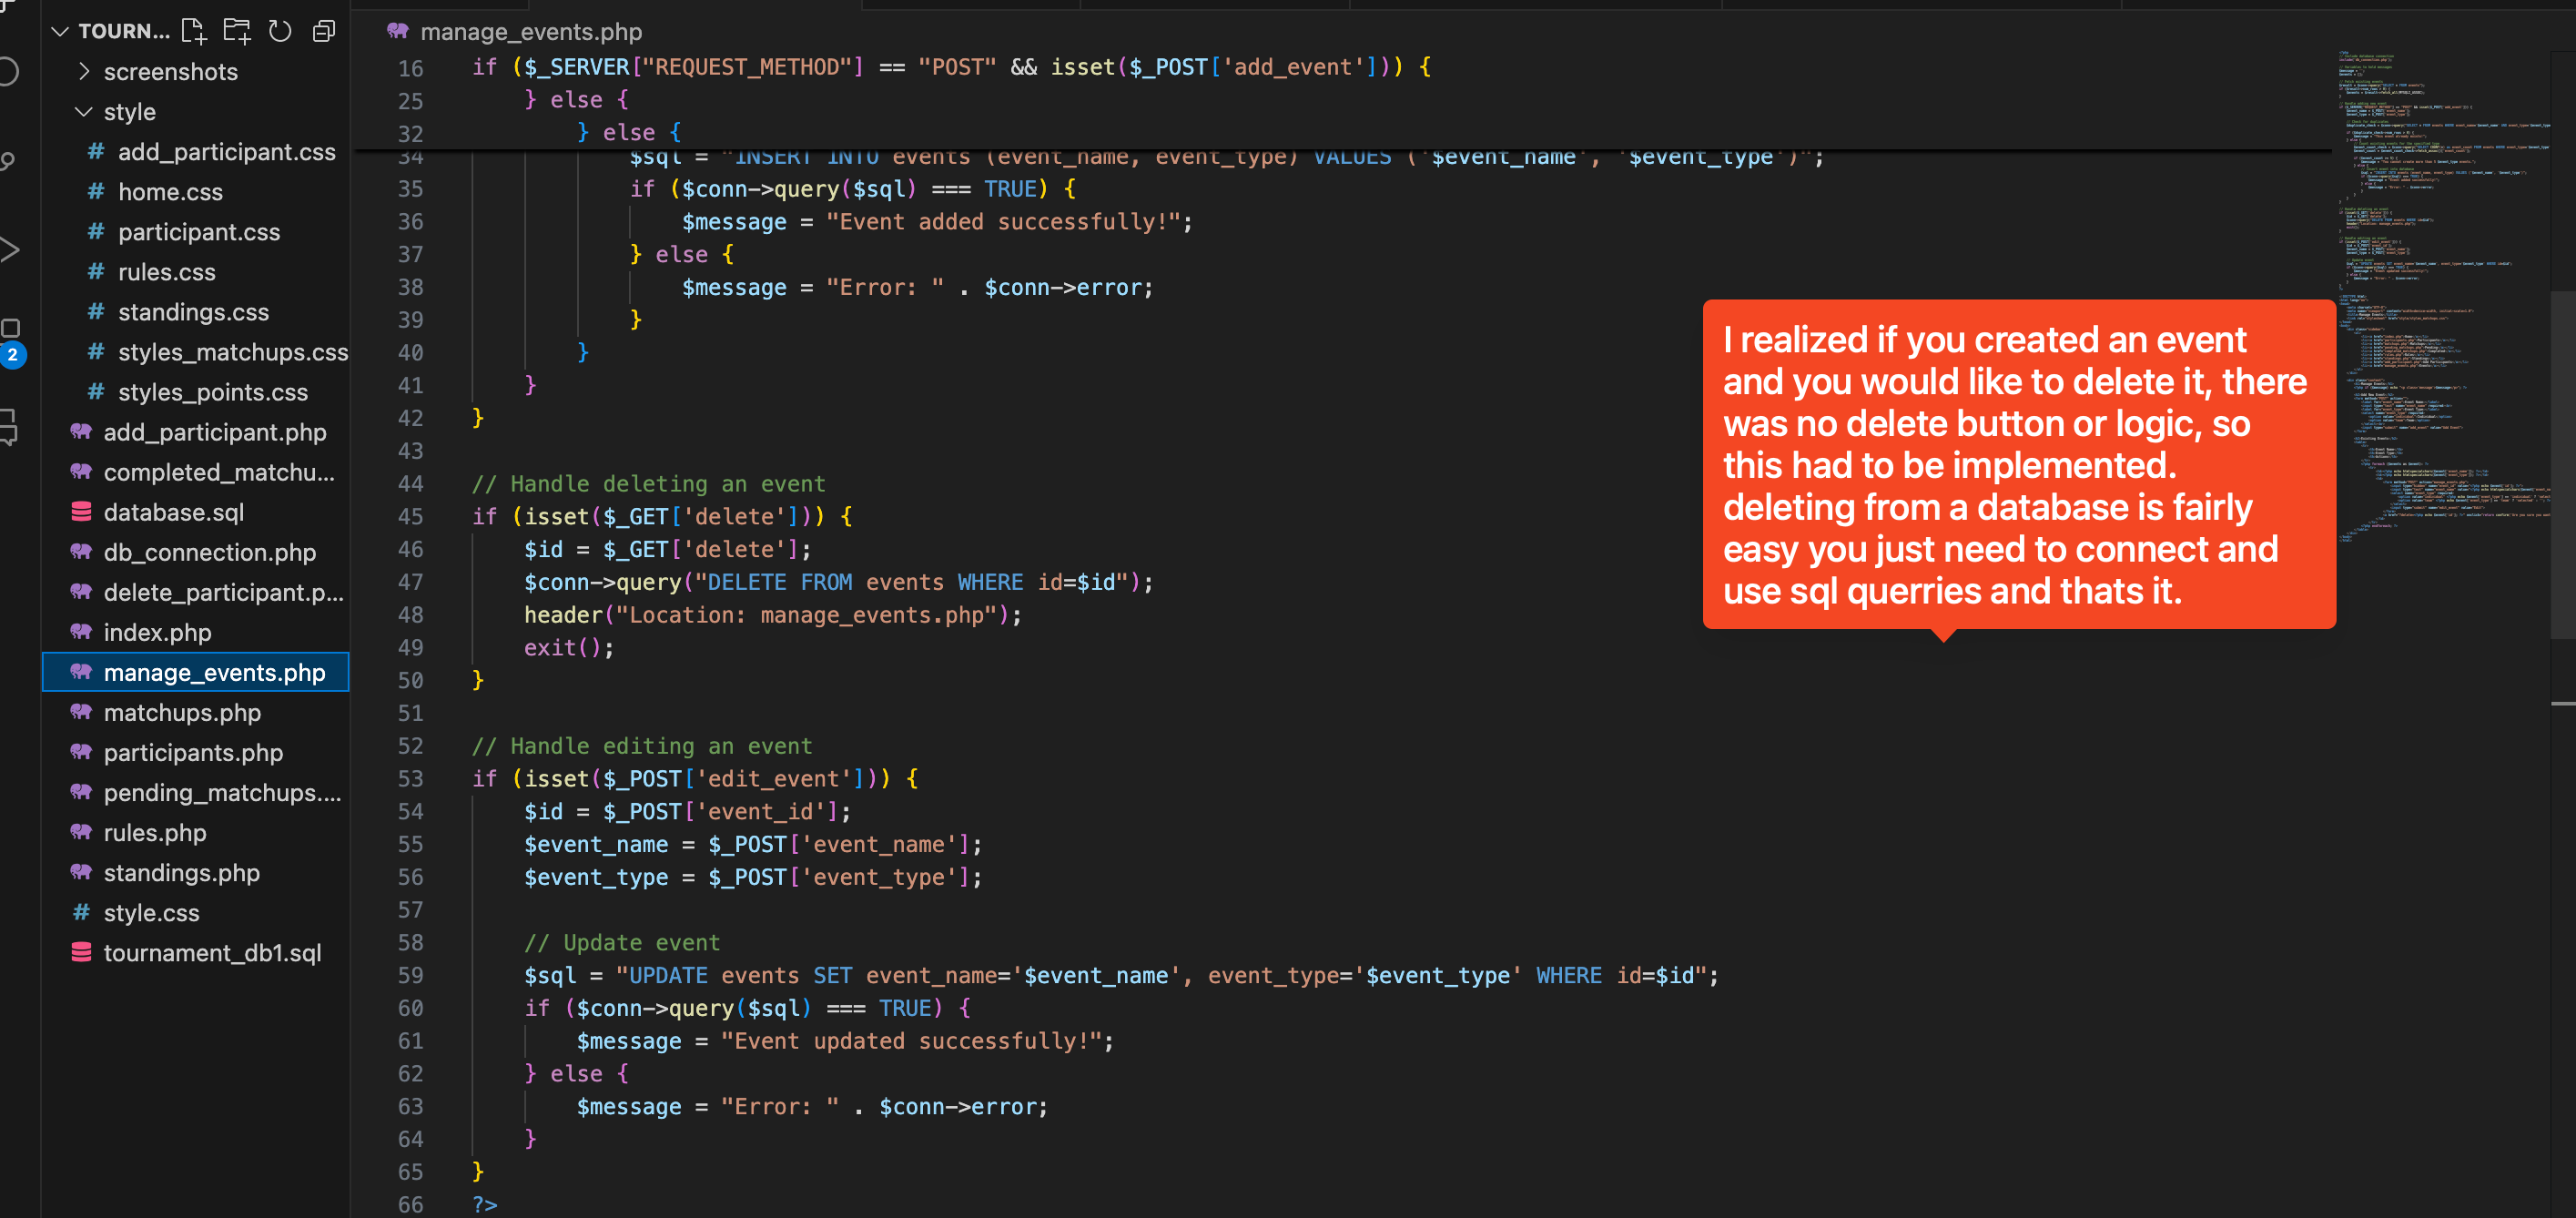 TOURN...
screenshots
style
# add_participant.css
# home.css
# participant.css
# rules.css
# standings.css
# styles_matchups.css
# styles_points.css
add_participant.php
completed_matchu...
database.sql
db_connection.php
delete_participant.p...
index.php
manage_events.php
matchups.php
participants.php
pending_matchups....
rules.php
standings.php
# style.css
tournament_db1.sql
2
manage_events.php
16 if ($_SERVER["REQUEST_METHOD"] == "POST" && isset($_POST['add_event'])) {
25 } else {
32 } else {
34 $sql = "INSERT INTO events (event_name, event_type) VALUES ('$event_name', '$event_type')";
35 if ($conn->query($sql) === TRUE) {
36 $message = "Event added successfully!";
37 } else {
38 $message = "Error: " . $conn->error;
39 }
40 }
41 }
42 }
43
44 // Handle deleting an event
45 if (isset($_GET['delete'])) {
46 $id = $_GET['delete'];
47 $conn->query("DELETE FROM events WHERE id=$id");
48 header("Location: manage_events.php");
49 exit();
50 }
51
52 // Handle editing an event
53 if (isset($_POST['edit_event'])) {
54 $id = $_POST['event_id'];
55 $event_name = $_POST['event_name'];
56 $event_type = $_POST['event_type'];
57
58 // Update event
59 $sql = "UPDATE events SET event_name='$event_name', event_type='$event_type' WHERE id=$id";
60 if ($conn->query($sql) === TRUE) {
61 $message = "Event updated successfully!";
62 } else {
63 $message = "Error: " . $conn->error;
64 }
65 }
66 ?>
I realized if you created an event
and you would like to delete it, there
was no delete button or logic, so
this had to be implemented.
deleting from a database is fairly
easy you just need to connect and
use sql querries and thats it.